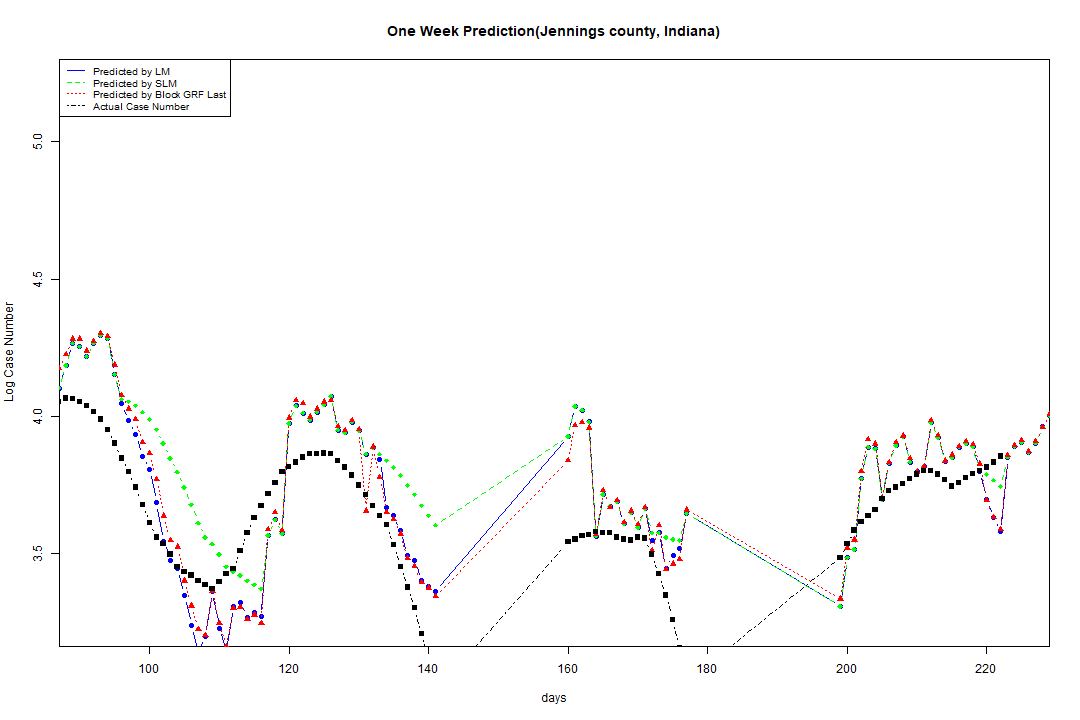 One Week Prediction(Jennings county, Indiana)
Predicted by LM
Predicted by SLM
Predicted by Block GRF Last
Actual Case Number
5.0
4.5
4.0
3.5
Log Case Number
100 120 140 160 180 200 220
days